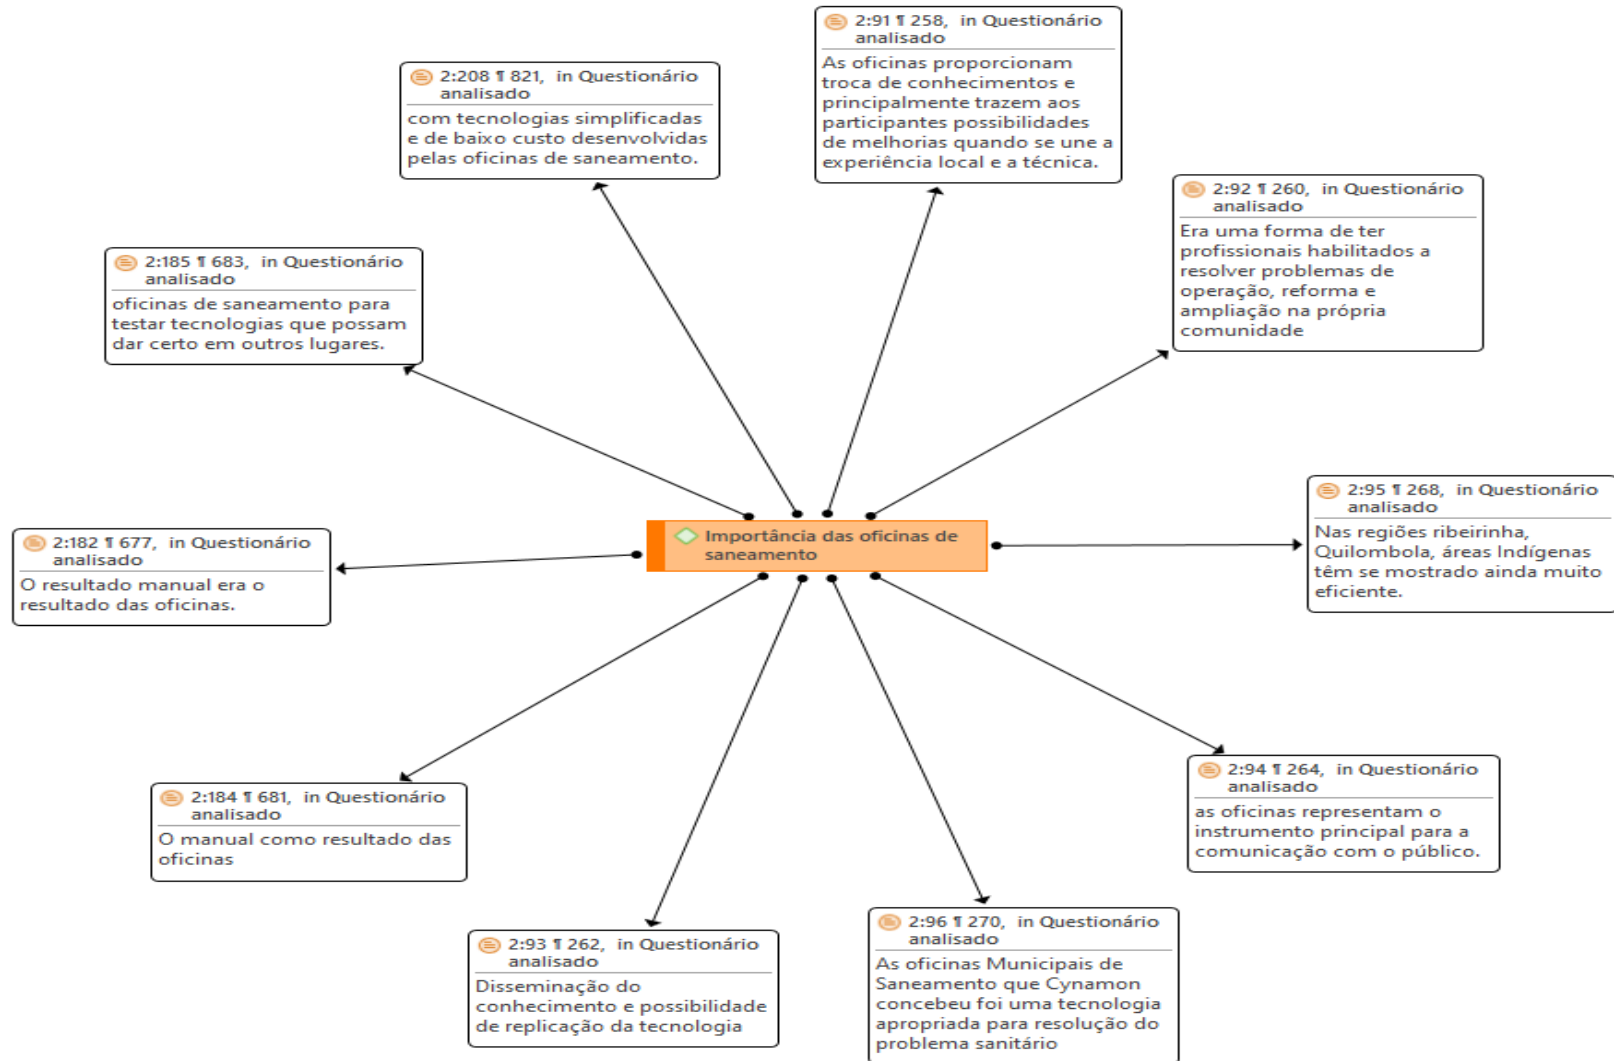 2:91 ¶ 258, in Questionário
analisado
As oficinas proporcionam
troca de conhecimentos e
principalmente trazem aos
participantes possibilidades
de melhorias quando se une a
experiência local e a técnica.
2:208 ¶ 821, in Questionário
analisado
com tecnologias simplificadas
e de baixo custo desenvolvidas
pelas oficinas de saneamento.
2:92 ¶ 260, in Questionário
analisado
Era uma forma de ter
profissionais habilitados a
resolver problemas de
operação, reforma e
ampliação na própria
comunidade
2:185 ¶ 683, in Questionário
analisado
oficinas de saneamento para
testar tecnologias que possam
dar certo em outros lugares.
2:95 ¶ 268, in Questionário
analisado
Nas regiões ribeirinha,
Quilombola, áreas Indígenas
têm se mostrado ainda muito
eficiente.
Importância das oficinas de
saneamento
2:182 ¶ 677, in Questionário
analisado
O resultado manual era o
resultado das oficinas.
2:94 ¶ 264, in Questionário
analisado
as oficinas representam o
instrumento principal para a
comunicação com o público.
2:184 ¶ 681, in Questionário
analisado
O manual como resultado das
oficinas
2:96 ¶ 270, in Questionário
analisado
As oficinas Municipais de
Saneamento que Cynamon
concebeu foi uma tecnologia
apropriada para resolução do
problema sanitário
2:93 ¶ 262, in Questionário
analisado
Disseminação do
conhecimento e possibilidade
de replicação da tecnologia